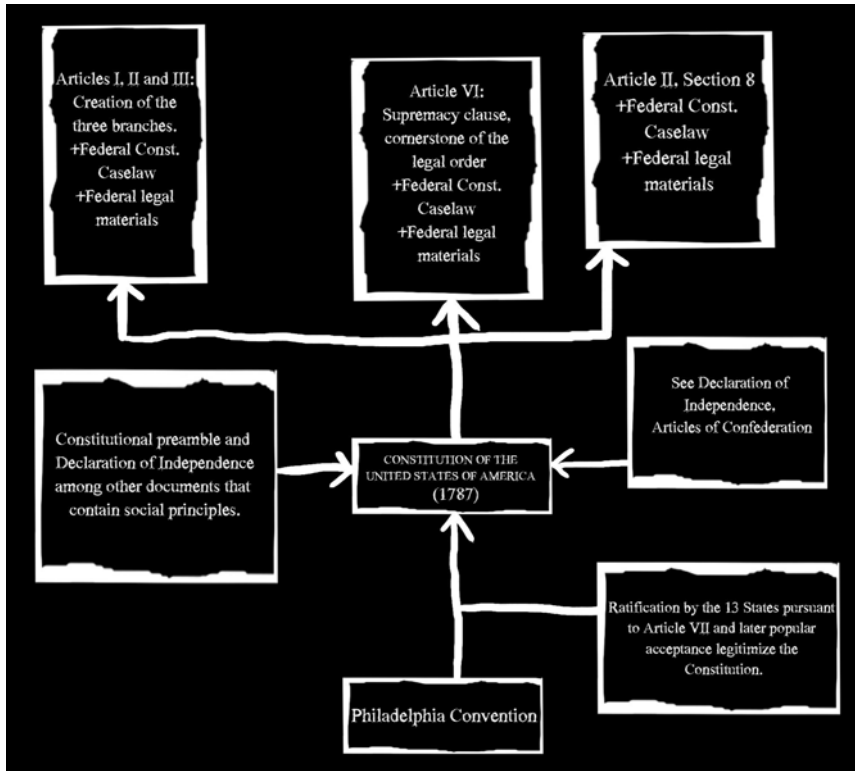 Articles I, II and III:
Creation of the
three branches.
+Federal Const.
Caselaw
+Federal legal
materials
Article VI:
Supremacy clause,
cornerstone of the
legal order
+Federal Const.
Caselaw
+Federal legal
materials
Article II, Section 8
+Federal Const.
Caselaw
+Federal legal
materials
Constitutional preamble and
Declaration of Independence
among other documents that
contain social principles.
CONSTITUTION OF THE
UNITED STATES OF AMERICA
(1787)
See Declaration of
Independence,
Articles of Confederation
Ratification by the 13 States pursuant
to Article VII and later popular
acceptance legitimize the
Constitution.
Philadelphia Convention